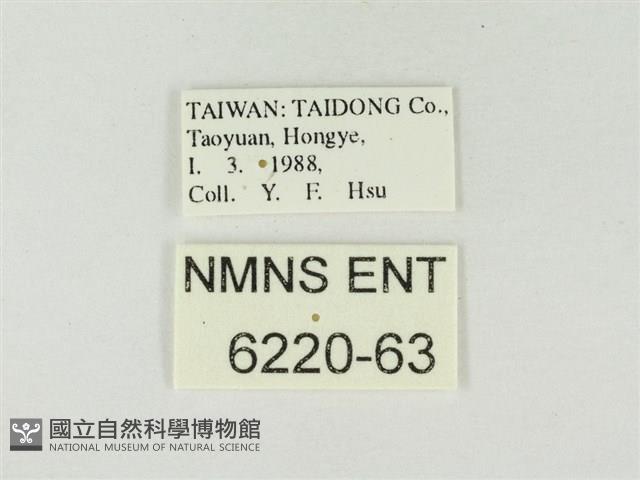 TAIWAN: TAIDONG Co.,
Taoyuan, Hongye,
I. 3. 1988,
Coll. Y. F. Hsu
NMNS ENT
6220-63
國立自然科學博物館
NATIONAL MUSEUM OF NATURAL SCIENCE